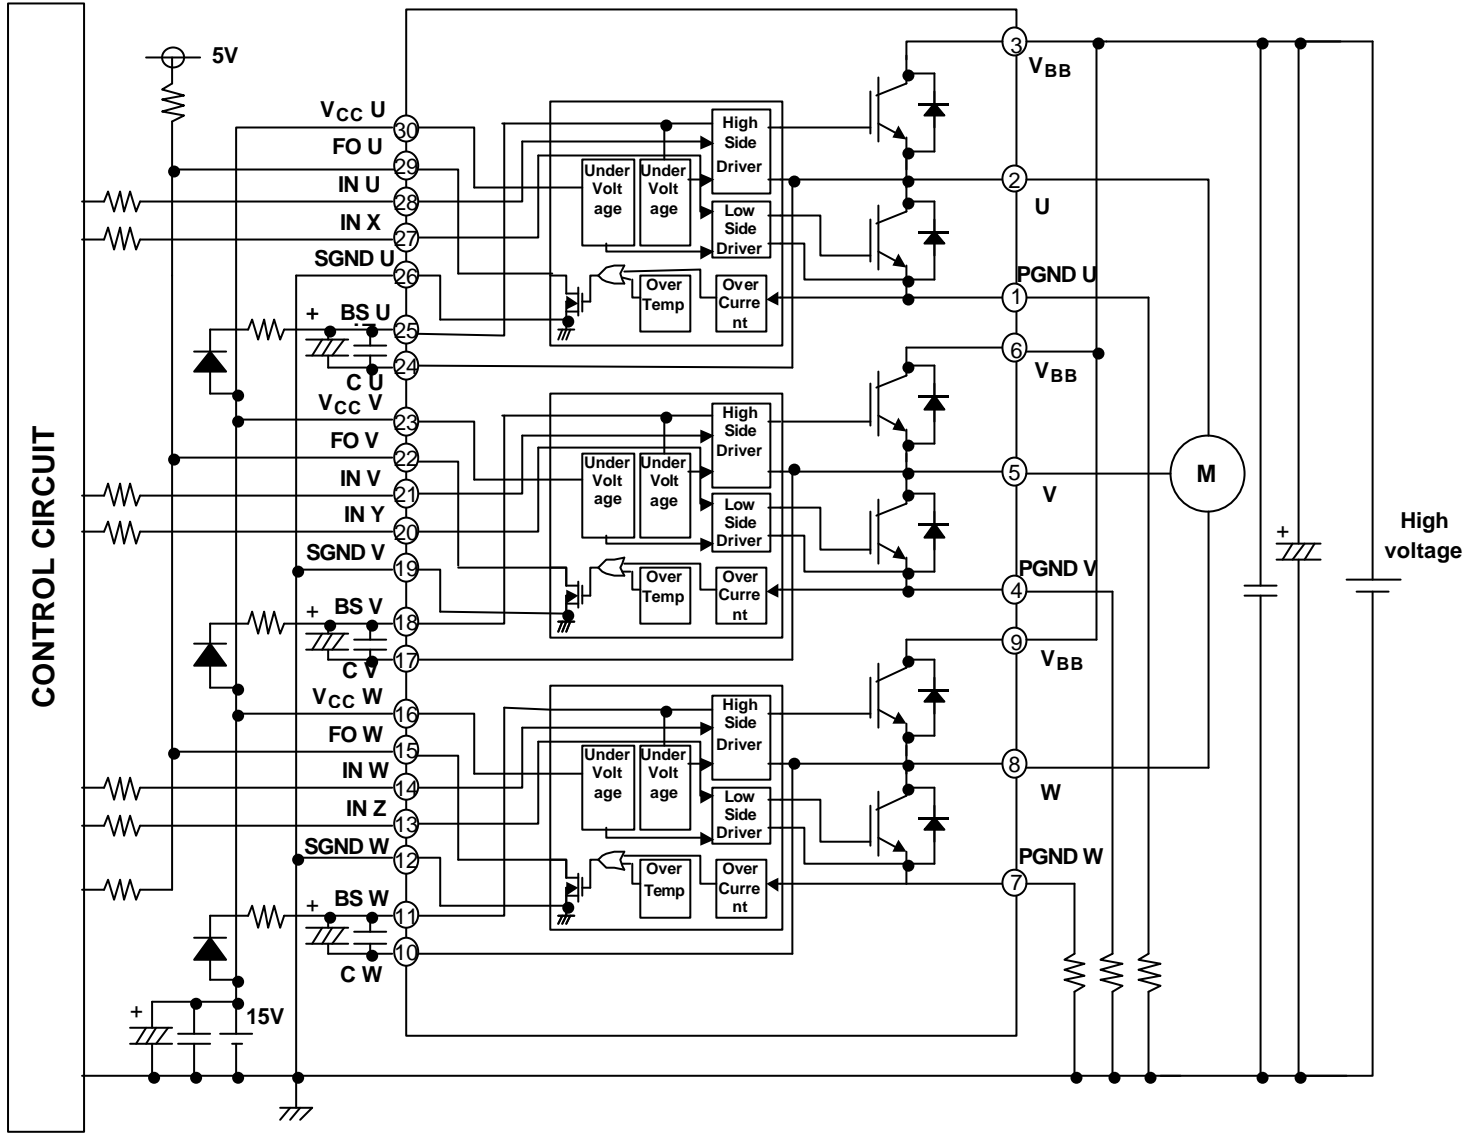 CONTROL CIRCUIT
5V
VCC U
30
FO U
29
IN U
28
IN X
27
SGND U
26
+
BS U
25
24
C U
VCC V
23
FO V
22
IN V
21
IN Y
20
SGND V
19
+
BS V
18
17
C V
VCC W
16
FO W
15
IN W
14
IN Z
13
SGND W
12
+
BS W
11
10
C W
+
15V
Under
Volt
age
Under
Volt
age
High
Side
Driver
Low
Side
Driver
Over
Temp
Over
Curre
nt
Under
Volt
age
Under
Volt
age
High
Side
Driver
Low
Side
Driver
Over
Temp
Over
Curre
nt
Under
Volt
age
Under
Volt
age
High
Side
Driver
Low
Side
Driver
Over
Temp
Over
Curre
nt
3
VBB
2
U
PGND U
1
6
VBB
5
V
PGND V
4
9
VBB
8
W
PGND W
7
M
+
High
voltage